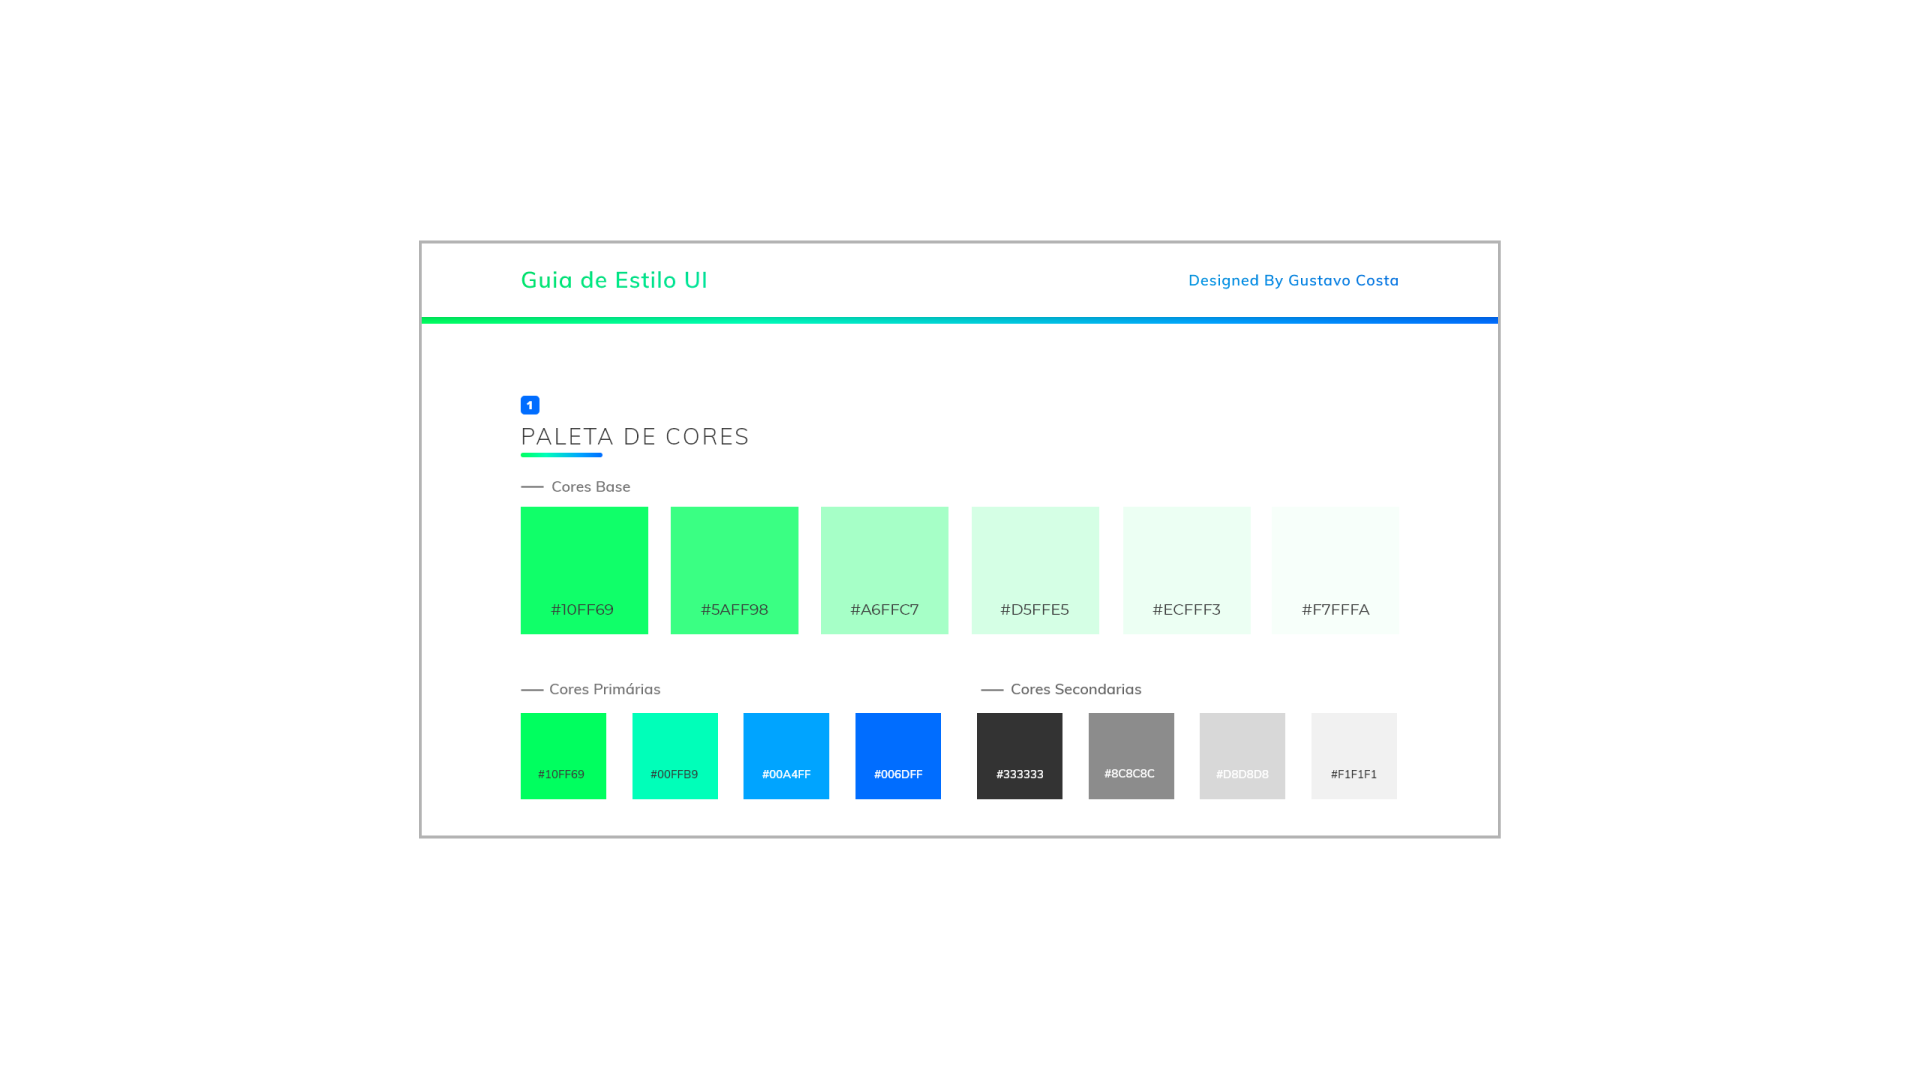 Guia de Estilo UI
Designed By Gustavo Costa
1
PALETA DE CORES
Cores Base
#10FF69
#5AFF98
#A6FFC7
#D5FFE5
#ECFFF3
#F7FFFA
Cores Primárias
#10FF69
#00FFB9
#00A4FF
#006DFF
Cores Secondarias
#333333
#8C8C8C
#D8D8D8
#F1F1F1